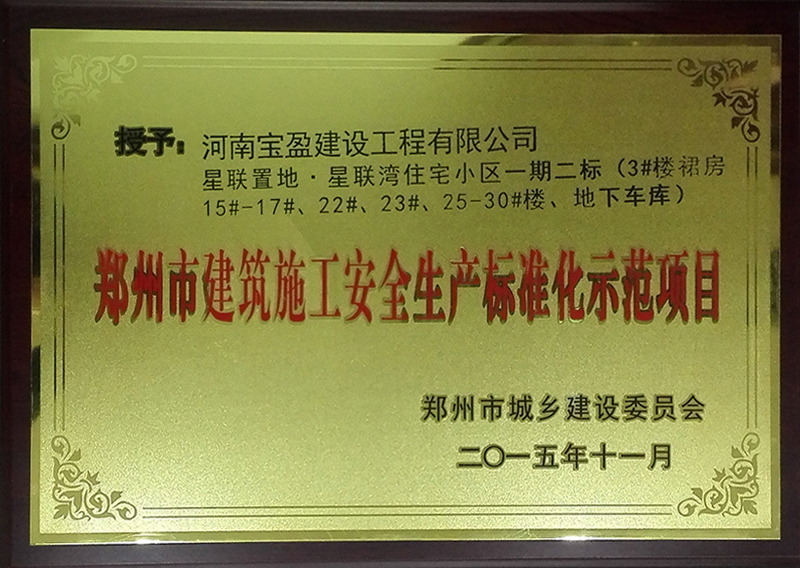 授予：河南宝盈建设工程有限公司
星联置地·星联湾住宅小区一期二标（3#楼裙房
15#-17#、22#、23#、25-30#楼、地下车库）
郑州市建筑施工安全生产标准化示范项目
郑州市城乡建设委员会
二〇一五年十一月